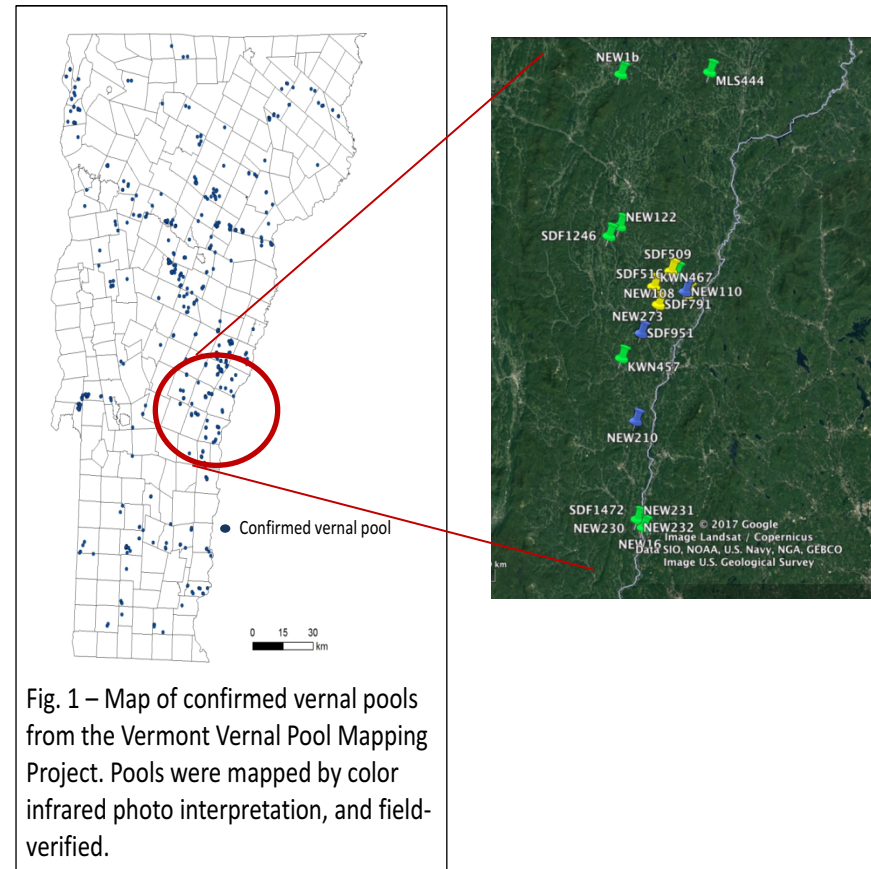 Confirmed vernal pool
0 15 30
km
Fig. 1 – Map of confirmed vernal pools
from the Vermont Vernal Pool Mapping
Project. Pools were mapped by color
infrared photo interpretation, and field-
verified.
NEW1b
MLS444
NEW122
SDF1246
SDF509
SDF516
KWN467
NEW108
NEW110
SDF791
NEW273
SDF951
KWN457
NEW210
SDF1472
NEW231
NEW230
NEW232
NEW16
© 2017 Google
Image Landsat / Copernicus
Data SIO, NOAA, U.S. Navy, NGA, GEBCO
Image U.S. Geological Survey
km